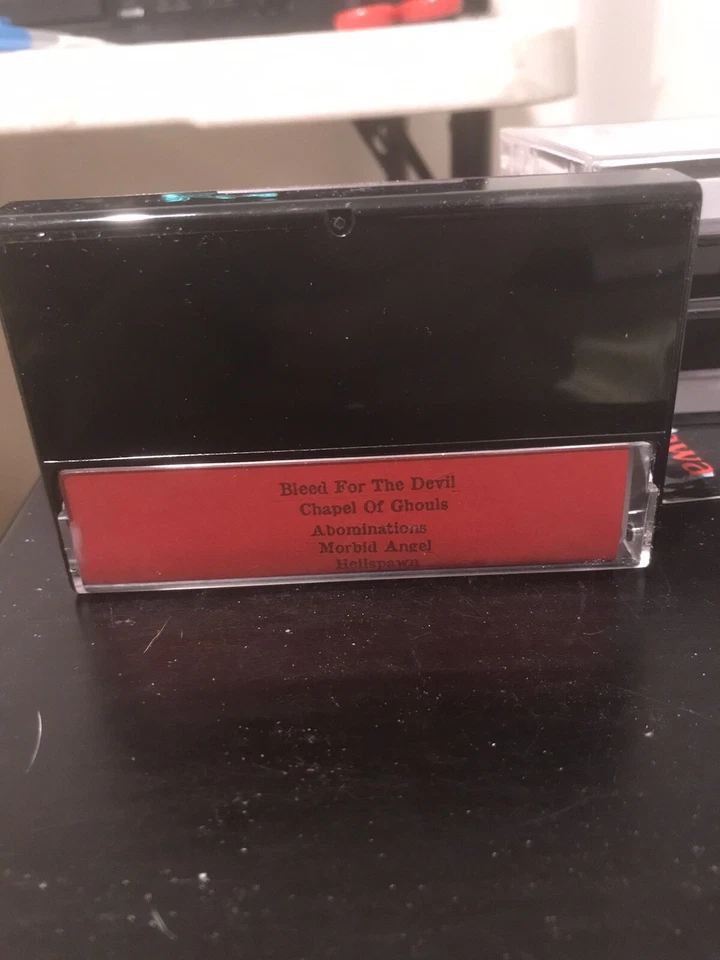 Bleed For The Devil
Chapel Of Ghouls
Abominations
Morbid Angel
Hellspawn